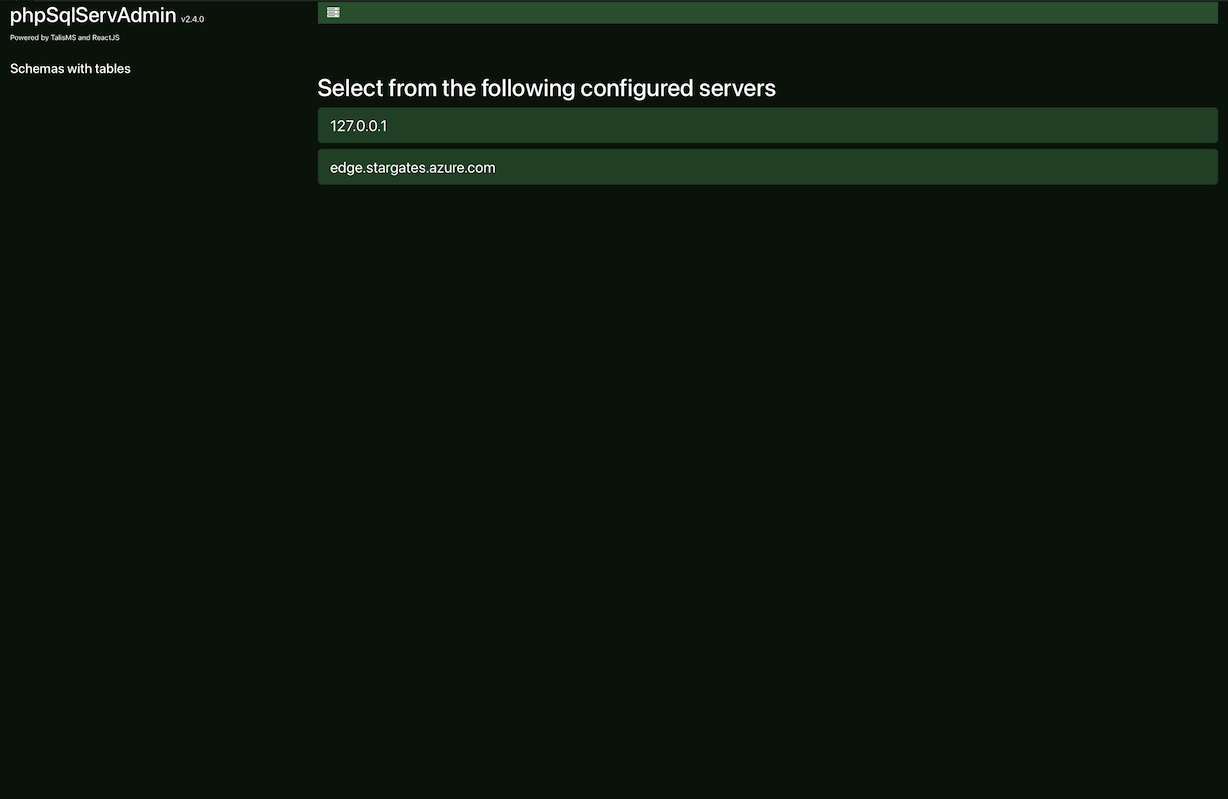 phpSqlServAdmin v2.4.0
Powered by TalisMS and ReactJS
Schemas with tables
Select from the following configured servers
127.0.0.1
edge.stargates.azure.com